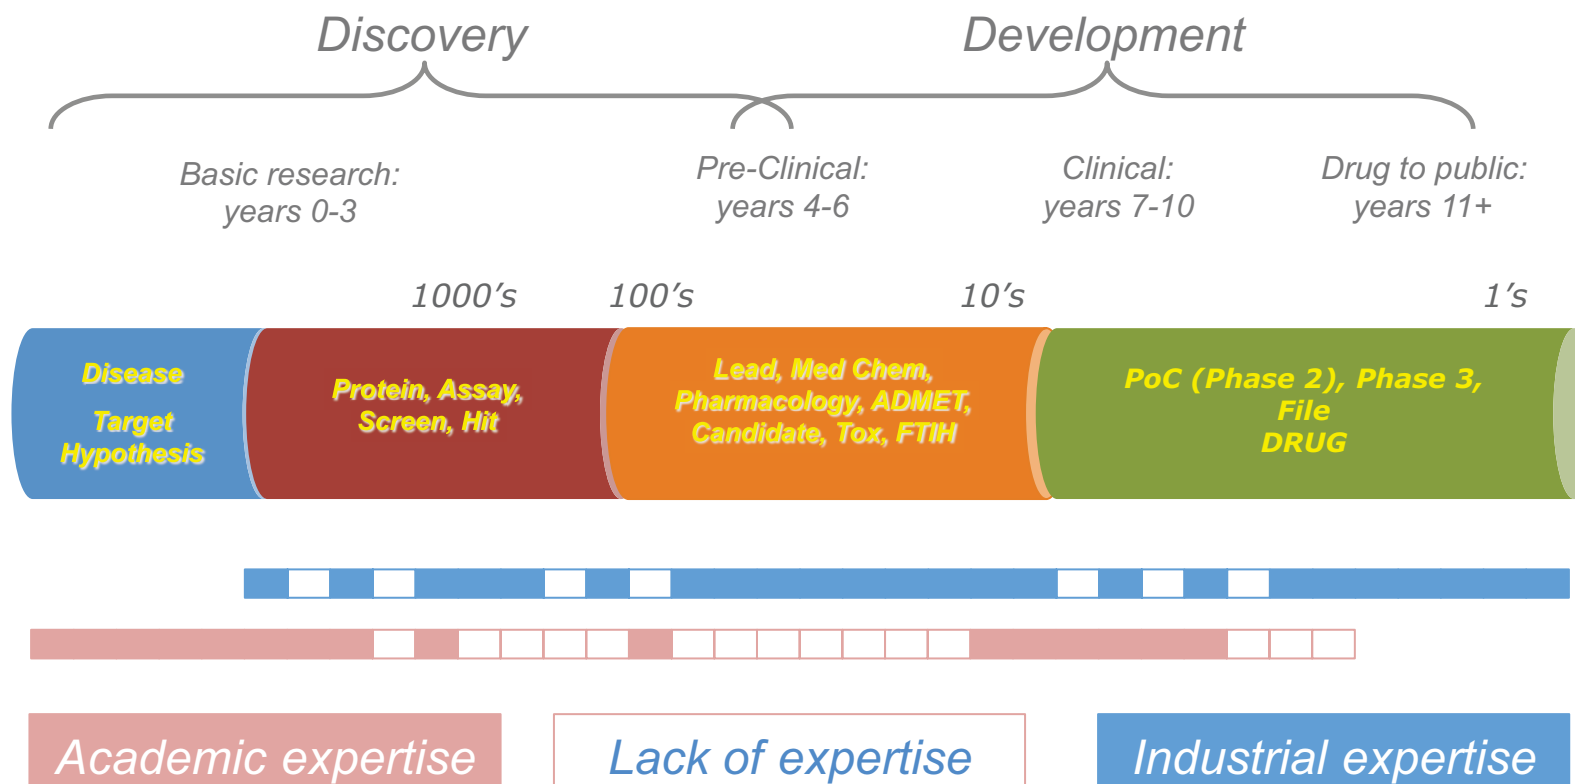 Discovery
Development
Basic research:
years 0-3
Pre-Clinical:
years 4-6
Clinical:
years 7-10
Drug to public:
years 11+
1000's
100's
10's
1's
Disease
Target
Hypothesis
Protein, Assay,
Screen, Hit
Lead, Med Chem,
Pharmacology, ADMET,
Candidate, Tox, FTIH
PoC (Phase 2), Phase 3,
File
DRUG
Academic expertise
Lack of expertise
Industrial expertise